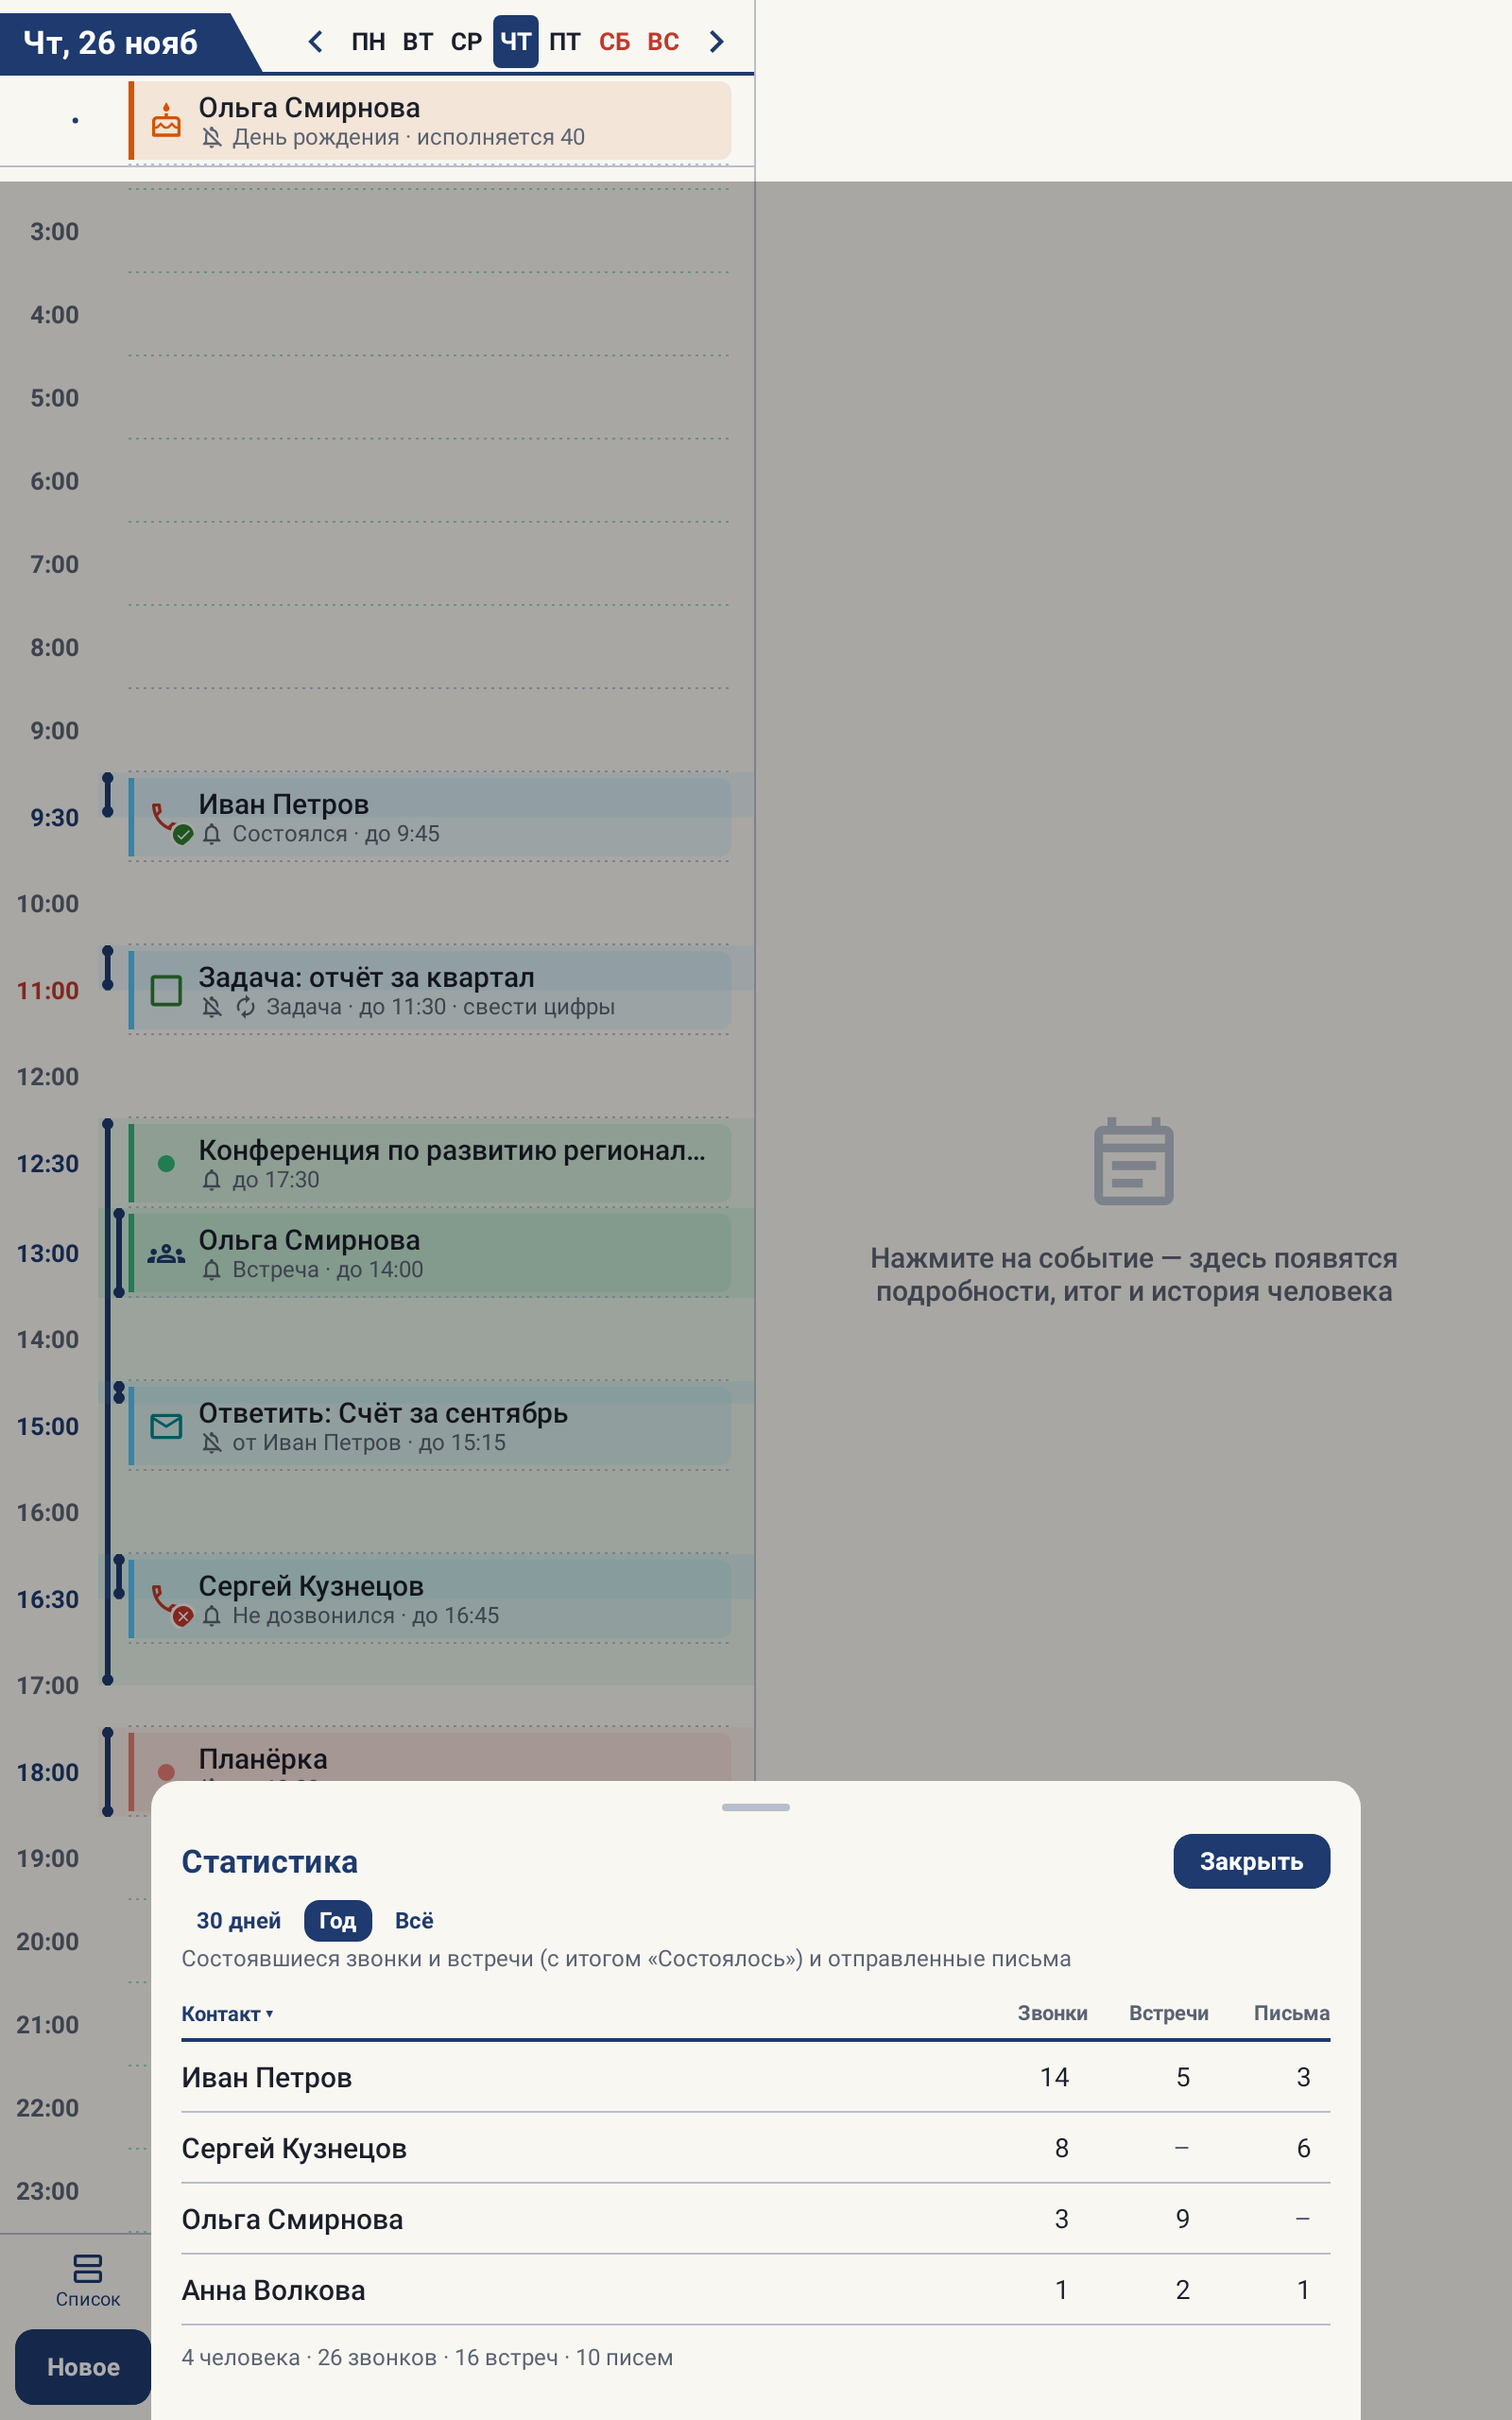 Чт, 26 нояб
ПН ВТ СР ЧТ ПТ СБ ВС
Ольга Смирнова
День рождения · исполняется 40
3:00
4:00
5:00
6:00
7:00
8:00
9:00
9:30
Иван Петров
Состоялся · до 9:45
10:00
11:00
Задача: отчёт за квартал
Задача · до 11:30 · свести цифры
12:00
12:30
Конференция по развитию регионал...
до 17:30
13:00
Ольга Смирнова
Встреча · до 14:00
14:00
15:00
Ответить: Счёт за сентябрь
от Иван Петров · до 15:15
16:00
16:30
Сергей Кузнецов
Не дозвонился · до 16:45
17:00
18:00
Планёрка
19:00
20:00
21:00
22:00
23:00
Список
Новое
Нажмите на событие — здесь появятся
подробности, итог и история человека
Статистика
Закрыть
30 дней Год Всё
Состоявшиеся звонки и встречи (с итогом «Состоялось») и отправленные письма
Контакт ▾ Звонки Встречи Письма
Иван Петров 14 5 3
Сергей Кузнецов 8 – 6
Ольга Смирнова 3 9 –
Анна Волкова 1 2 1
4 человека · 26 звонков · 16 встреч · 10 писем